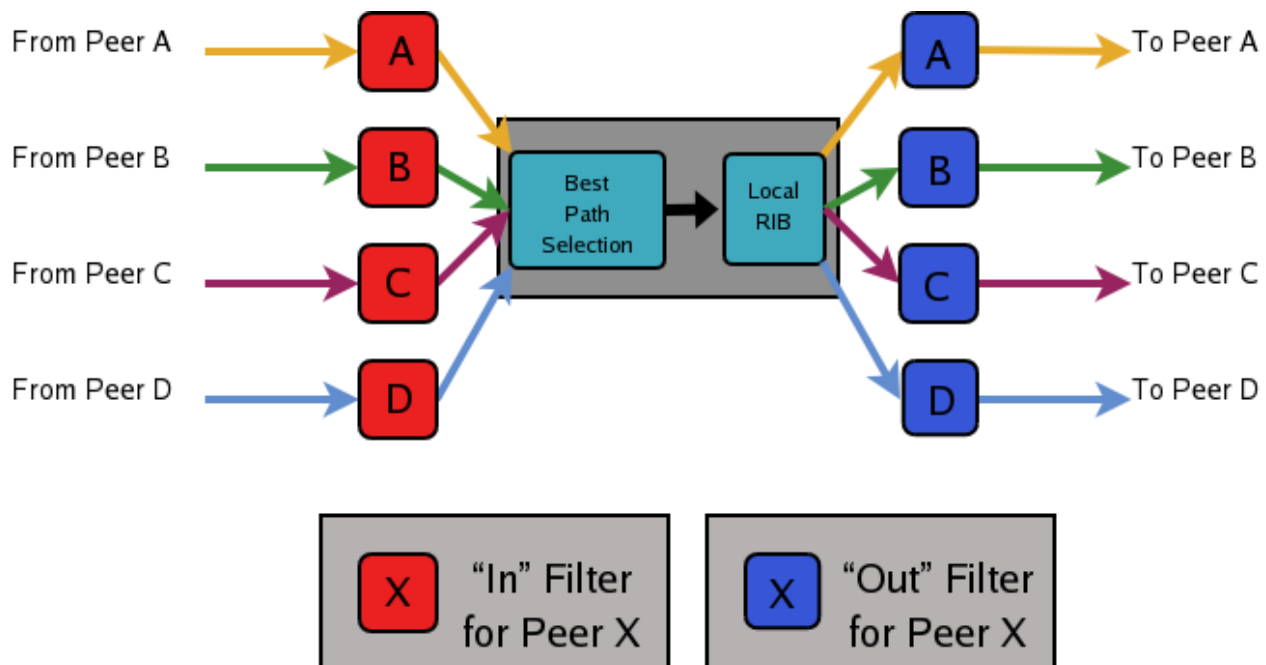 From Peer A
A
A
To Peer A
From Peer B
B
Best
Path
Selection
Local
RIB
B
To Peer B
From Peer C
C
C
To Peer C
From Peer D
D
D
To Peer D
X
“In” Filter
for Peer X
X
“Out” Filter
for Peer X